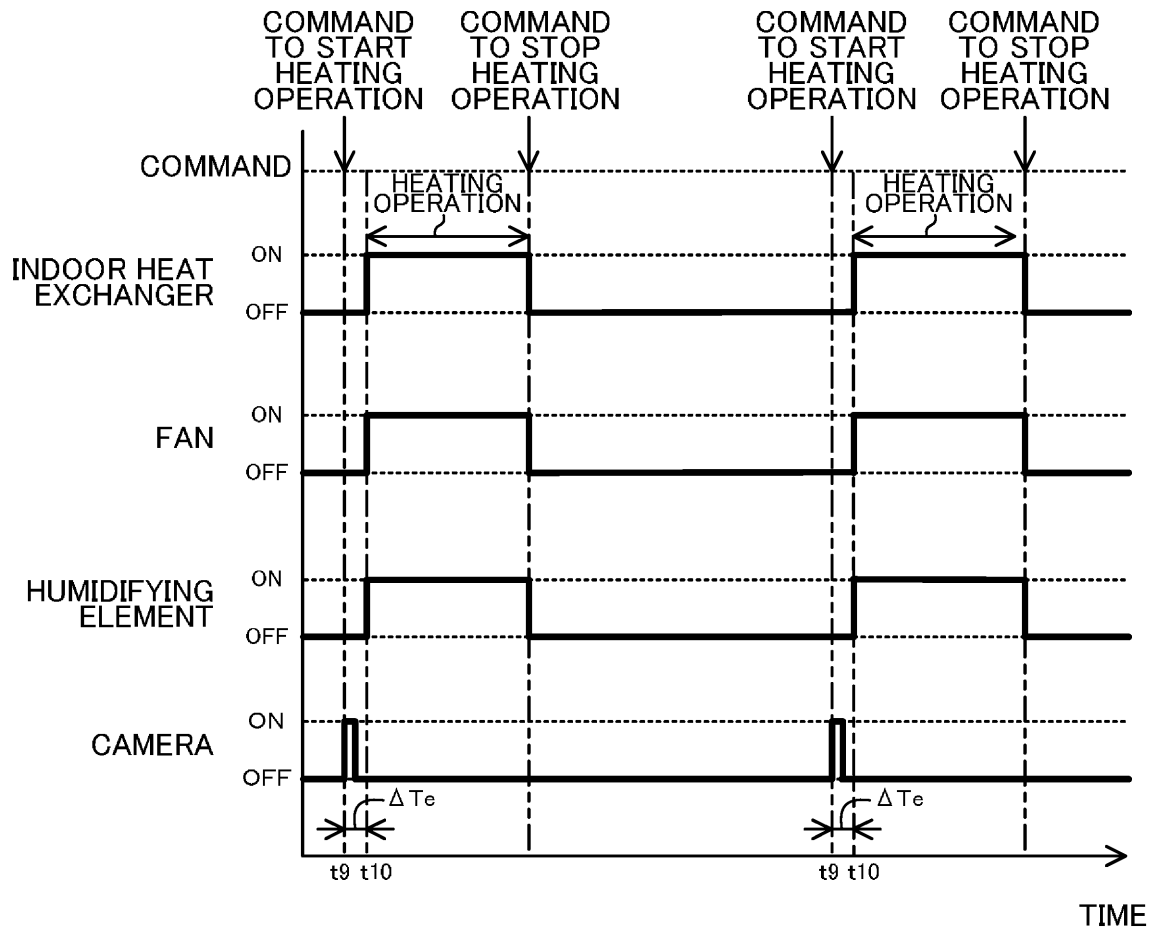 COMMAND
TO START
HEATING
OPERATION
COMMAND
TO STOP
HEATING
OPERATION
COMMAND
TO START
HEATING
OPERATION
COMMAND
TO STOP
HEATING
OPERATION
COMMAND
HEATING
OPERATION
HEATING
OPERATION
INDOOR HEAT
EXCHANGER
ON
OFF
FAN
ON
OFF
HUMIDIFYING
ELEMENT
ON
OFF
CAMERA
ON
OFF
ΔTe
ΔTe
t9 t10
t9 t10
TIME